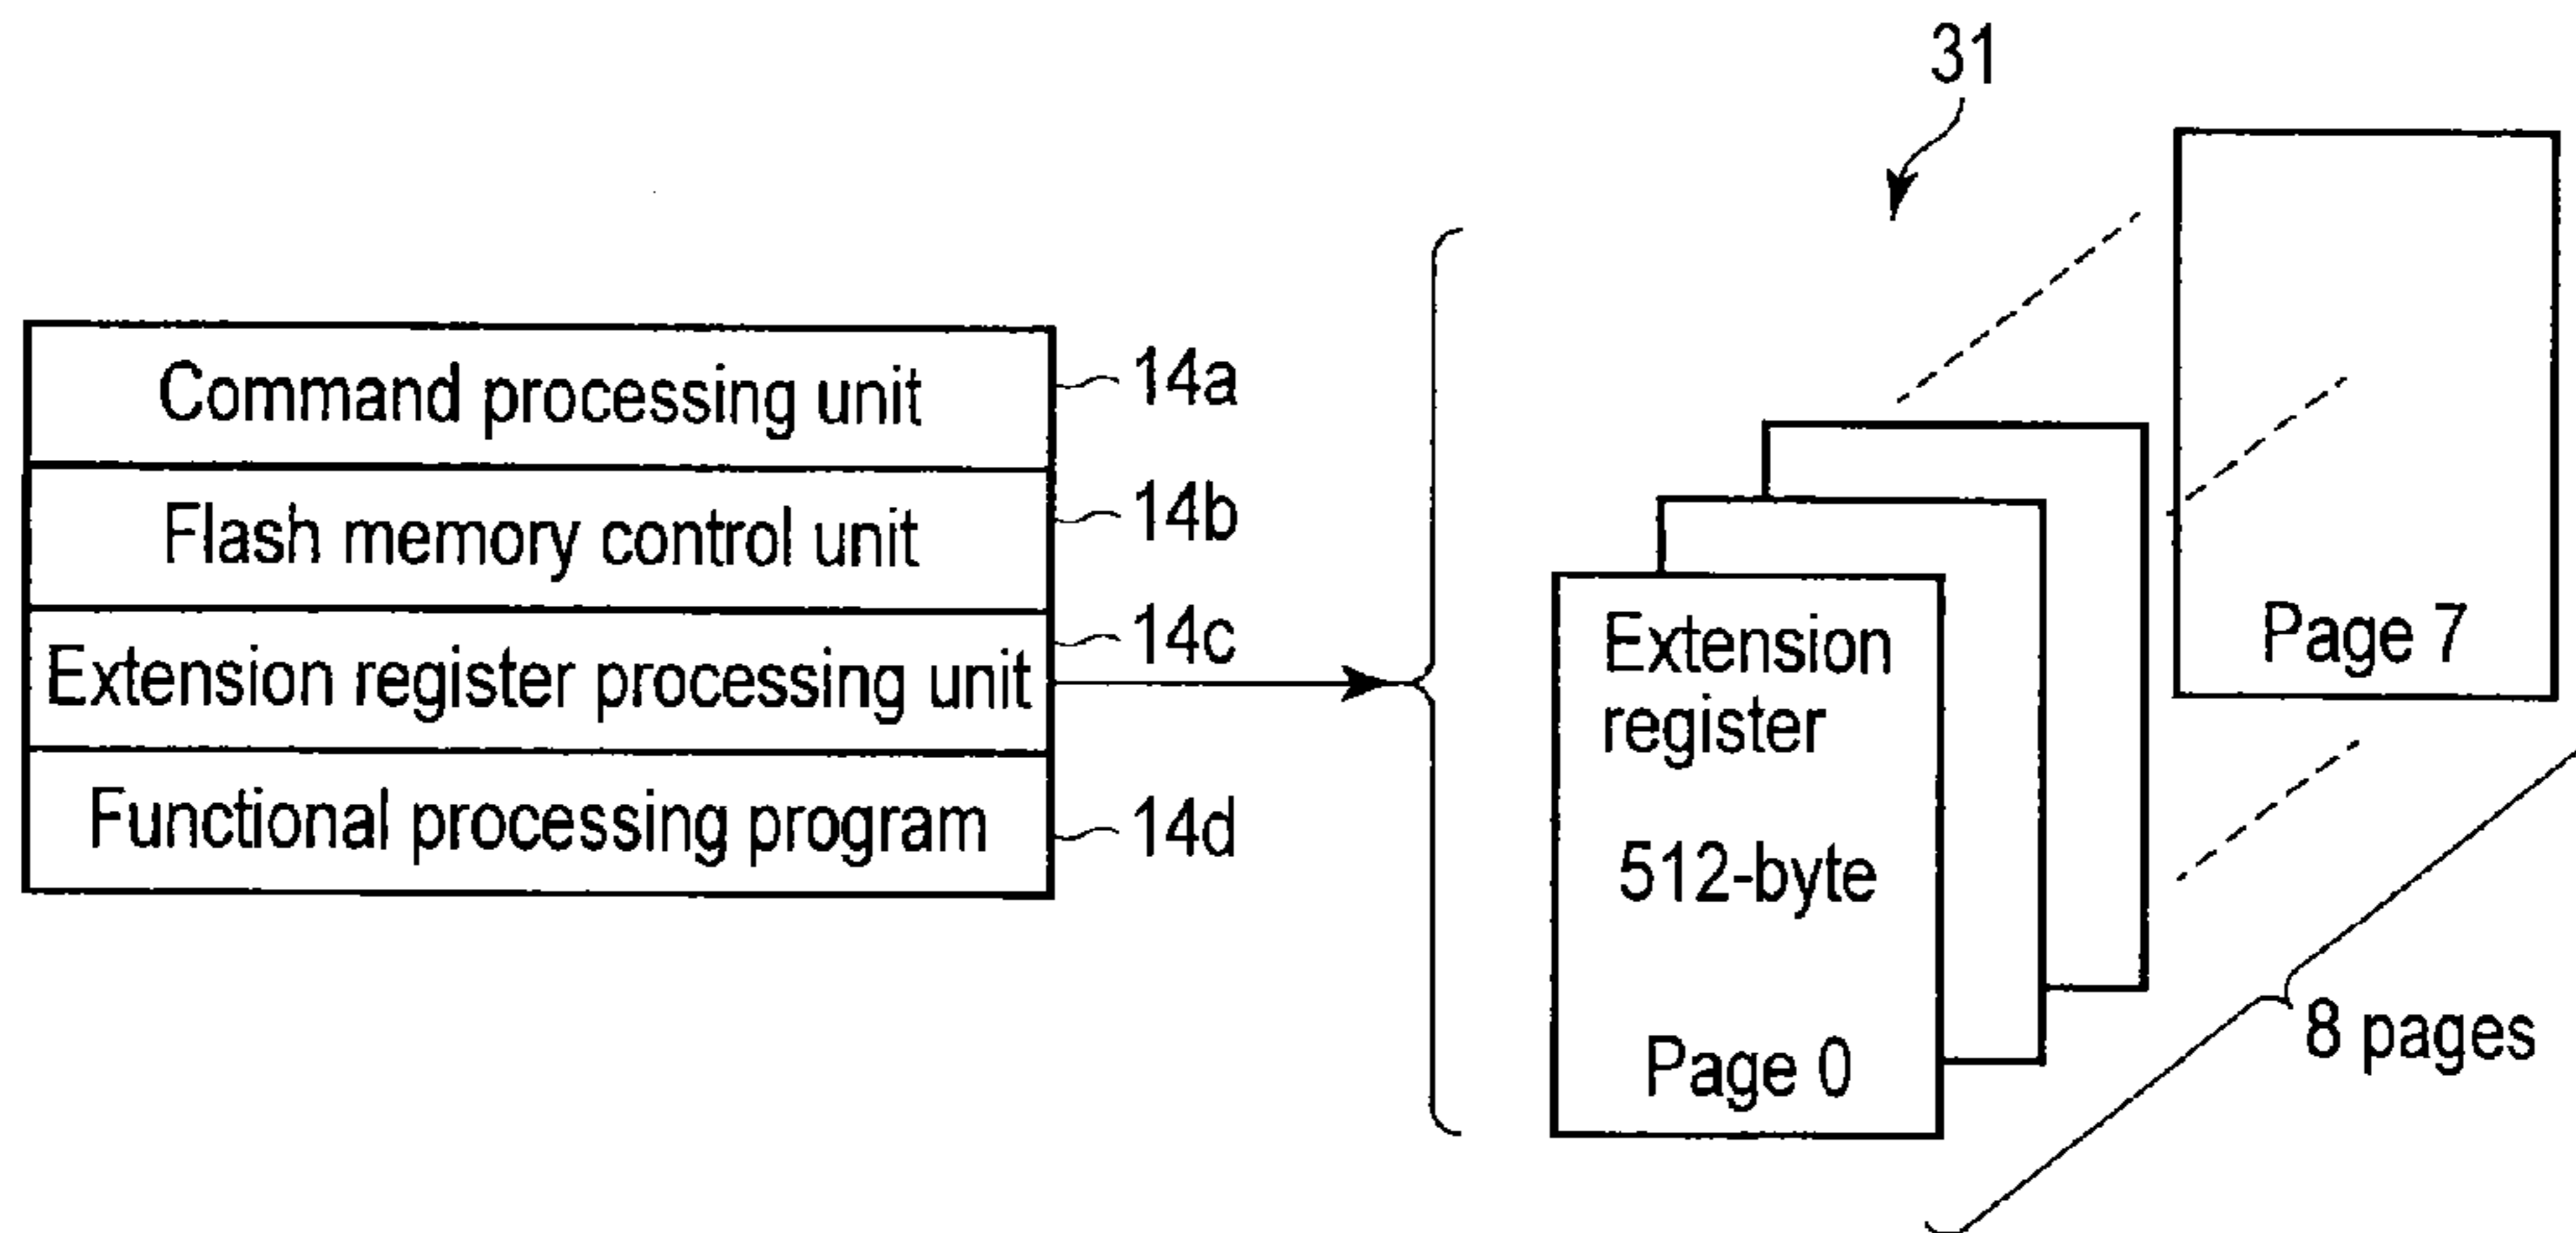 31
Command processing unit
14a
Flash memory control unit
14b
Extension register processing unit
14c
Functional processing program
14d
Extension
register
512-byte
Page 0
Page 7
8 pages